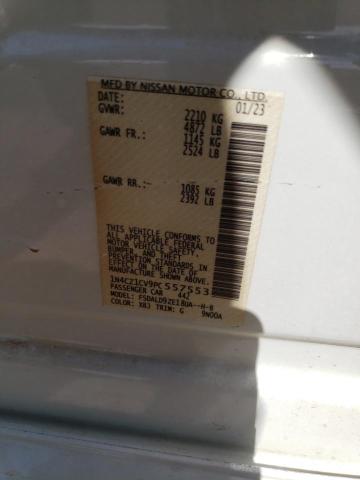 MFD BY NISSAN MOTOR CO., LTD.
DATE: 01/23
GVWR: 2210 KG
4872 LB
GAWR FR.: 1145 KG
2524 LB
GAWR RR.: 1085 KG
2392 LB
THIS VEHICLE CONFORMS TO
ALL APPLICABLE FEDERAL
MOTOR VEHICLE SAFETY,
BUMPER, AND THEFT
PREVENTION STANDARDS
IN EFFECT ON THE
DATE OF MANUFACTURE
SHOWN ABOVE.
1N4CZ1CV9PC557553
PASSENGER CAR 442
MODEL: FSDALD9ZE18UA--H-B
COLOR: XBJ TRIM: G 9N00A